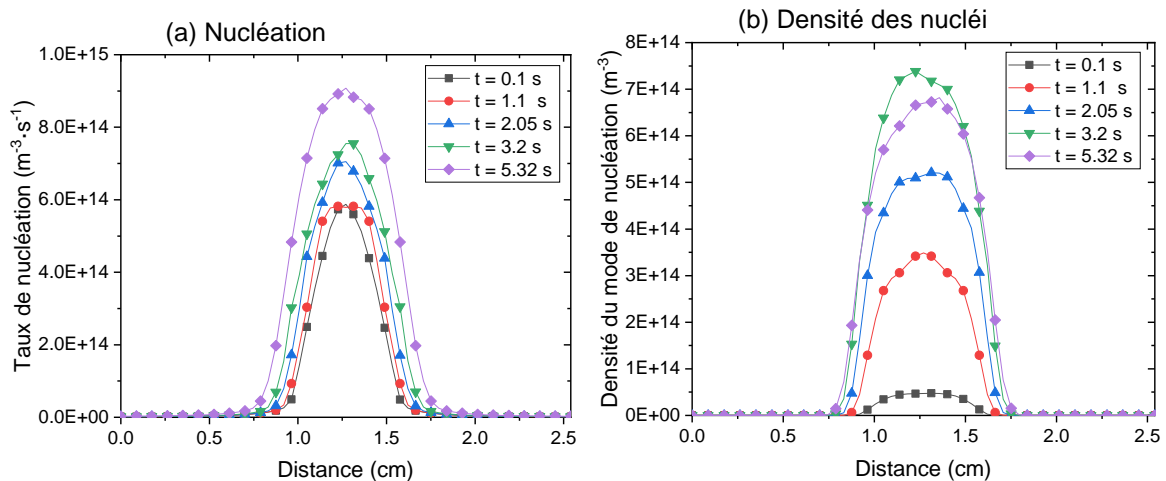 (a) Nucléation
Taux de nucléation (m⁻³·s⁻¹)
1.0E+15
8.0E+14
6.0E+14
4.0E+14
2.0E+14
0.0E+00
t = 0.1 s
t = 1.1 s
t = 2.05 s
t = 3.2 s
t = 5.32 s
0.0 0.5 1.0 1.5 2.0 2.5
Distance (cm)
(b) Densité des nucléi
Densité du mode de nucléation (m⁻³)
8E+14
7E+14
6E+14
5E+14
4E+14
3E+14
2E+14
1E+14
0E+00
t = 0.1 s
t = 1.1 s
t = 2.05 s
t = 3.2 s
t = 5.32 s
0.0 0.5 1.0 1.5 2.0 2.5
Distance (cm)